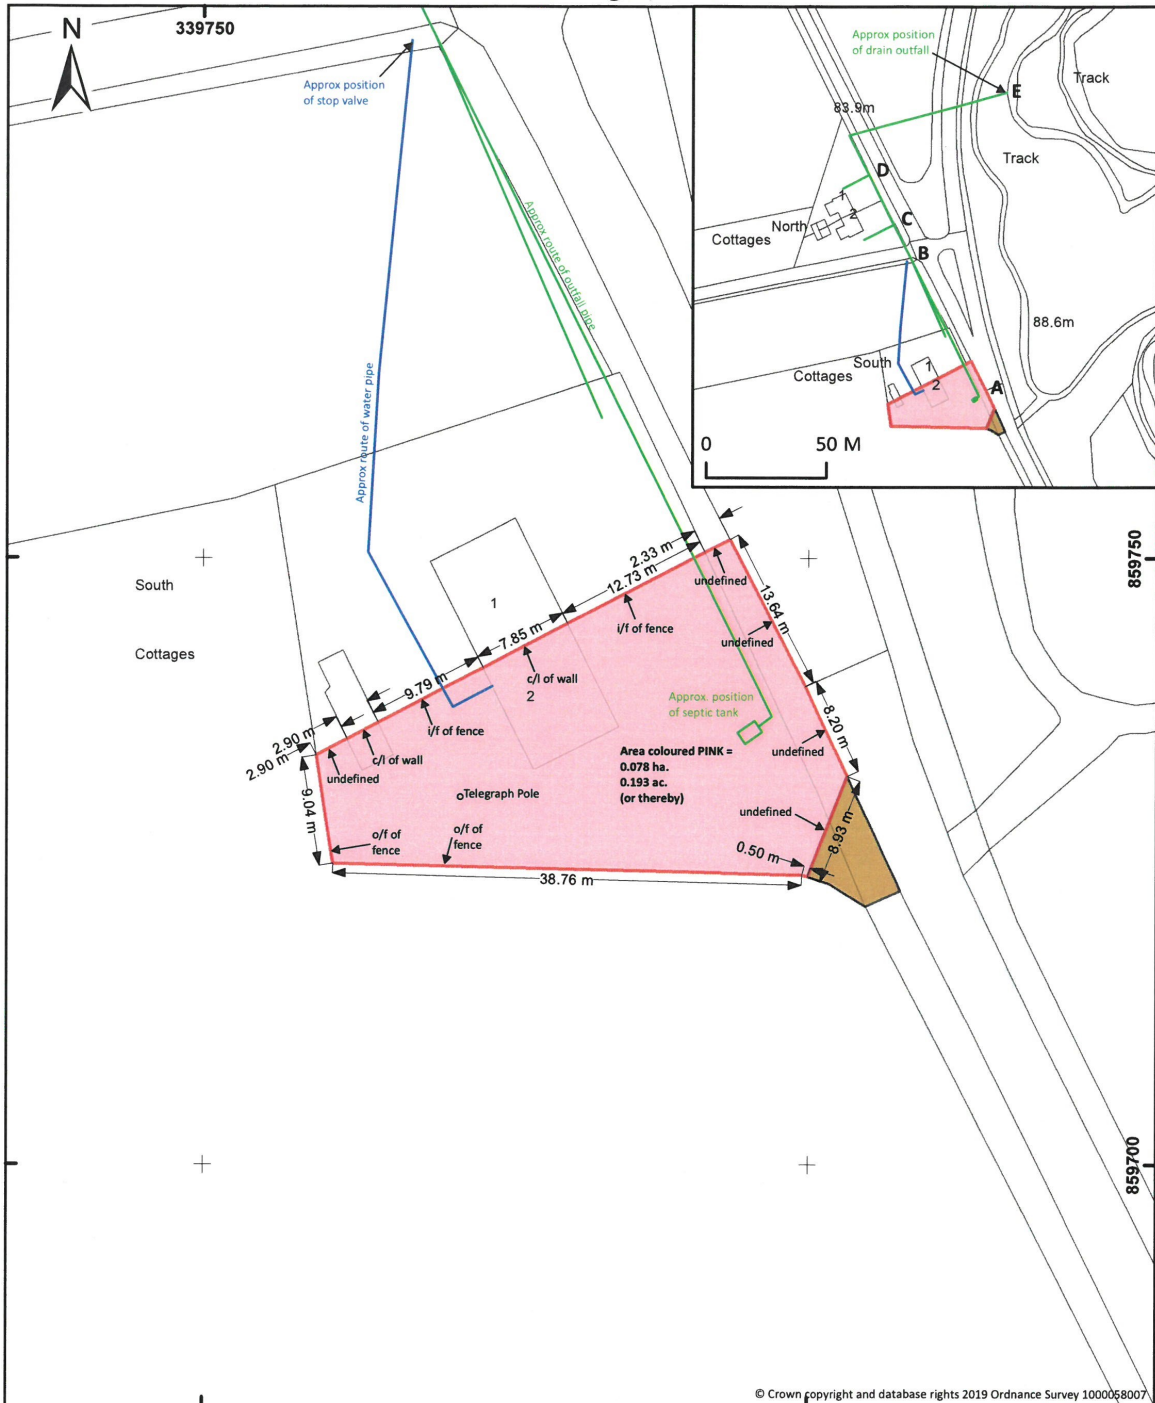 N
339750
Approx position
of stop valve
Approx route of outfall pipe
Approx route of water pipe
Approx position
of drain outfall
E
Track
83.9m
Track
D
1
2
C
North
Cottages
B
88.6m
South
Cottages
1
2
A
0
50 M
859750
South
Cottages
1
2.33 m
12.73 m
undefined
13.64 m
i/f of fence
undefined
7.85 m
c/l of wall
2
9.79 m
i/f of fence
Approx. position
of septic tank
8.20 m
2.90 m
2.90 m
c/l of wall
undefined
undefined
Area coloured PINK =
0.078 ha.
0.193 ac.
(or thereby)
Telegraph Pole
9.04 m
undefined
8.93 m
o/f of
fence
o/f of
fence
0.50 m
38.76 m
859700
© Crown copyright and database rights 2019 Ordnance Survey 1000058007